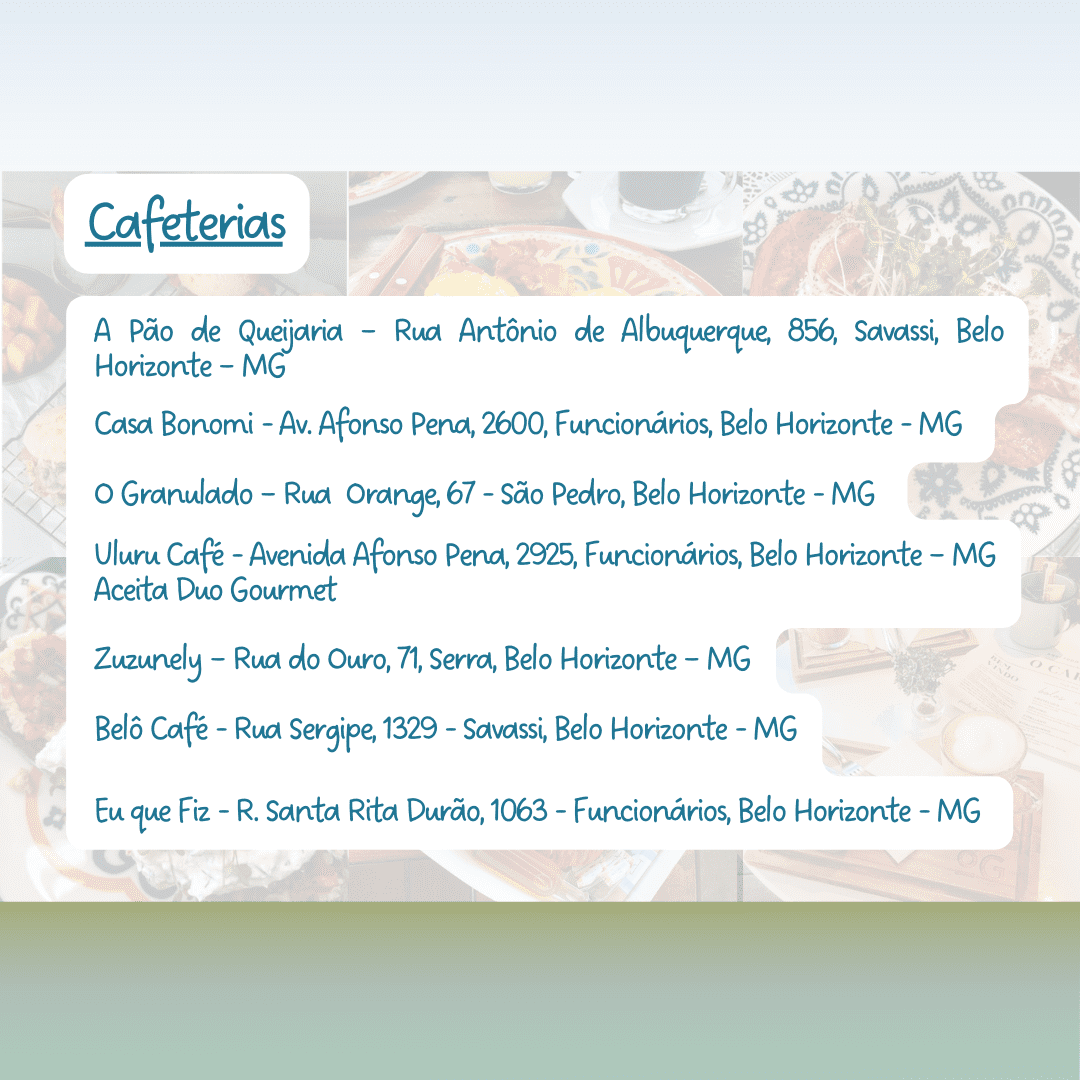 Cafeterias
A Pão de Queijaria – Rua Antônio de Albuquerque, 856, Savassi, Belo
Horizonte – MG
Casa Bonomi - Av. Afonso Pena, 2600, Funcionários, Belo Horizonte - MG
O Granulado – Rua Orange, 67 - São Pedro, Belo Horizonte - MG
Uluru Café - Avenida Afonso Pena, 2925, Funcionários, Belo Horizonte – MG
Aceita Duo Gourmet
Zuzunely – Rua do Ouro, 71, Serra, Belo Horizonte – MG
Belô Café - Rua Sergipe, 1329 - Savassi, Belo Horizonte - MG
Eu que Fiz - R. Santa Rita Durão, 1063 - Funcionários, Belo Horizonte - MG